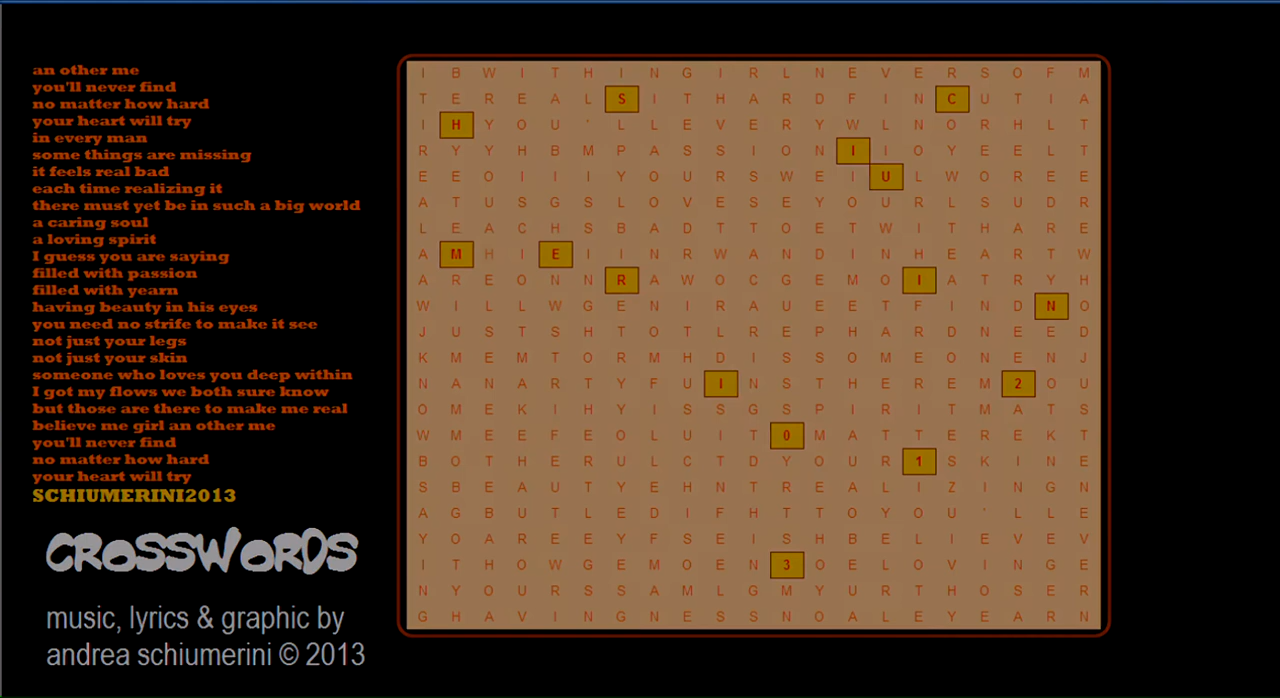 an other me
you'll never find
no matter how hard
your heart will try
in every man
some things are missing
it feels real bad
each time realizing it
there must yet be in such a big world
a caring soul
a loving spirit
I guess you are saying
filled with passion
filled with yearn
having beauty in his eyes
you need no strife to make it see
not just your legs
not just your skin
someone who loves you deep within
I got my flows we both sure know
but those are there to make me real
believe me girl an other me
you'll never find
no matter how hard
your heart will try
SCHIUMERINI2013
CROSSWORDS
music, lyrics & graphic by
andrea schiumerini © 2013
I B W I T H I N G I R L N E V E R S O F M
T E R E A L S I T H A R D F I N C U T I A
I H Y O U ' L L E V E R Y W L N O R H L T
R Y Y H B M P A S S I O N I I O Y E E L T
E E O I I I Y O U R S W E I U L W O R E E
A T U S G S L O V E S E Y O U R L S U D R
L E A C H S B A D T T O E T W I T H A R E
A M H I E I I N R W A N D I N H E A R T W
A R E O N N R A W O C G E M O I A T R Y H
W I L L W G E N I R A U E E T F I N D N O
J U S T S H T O T L R E P H A R D N E E D
K M E M T O R M H D I S S O M E O N E N J
N A N A R T Y F U I N S T H E R E M 2 O U
O M E K I H Y I S S G S P I R I T M A T S
W M E E F E O L U I T 0 M A T T E R E K T
B O T H E R U L C T D Y O U R 1 S K I N E
S B E A U T Y E H N T R E A L I Z I N G N
A G B U T L E D I F H T T O Y O U ' L L E
Y O A R E E Y F S E I S H B E L I E V E V
I T H O W G E M O E N 3 O E L O V I N G E
N Y O U R S S A M L G M Y U R T H O S E R
G H A V I N G N E S S N O A L E Y E A R N